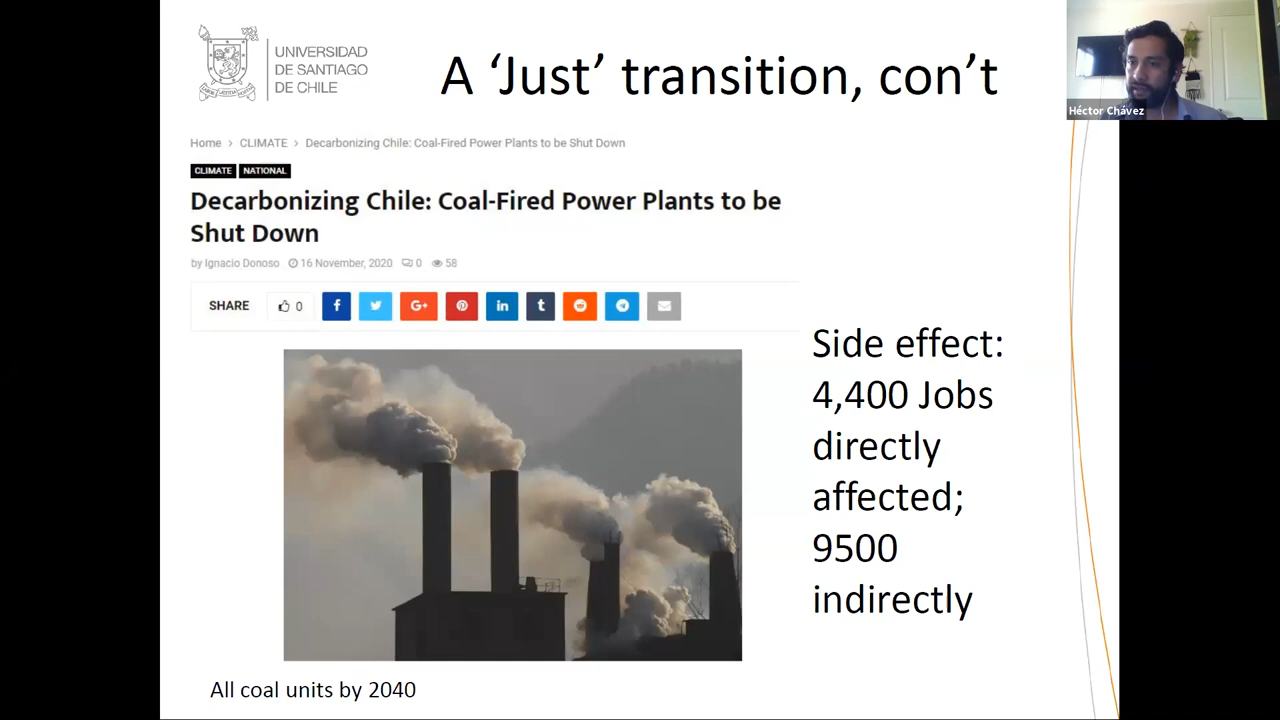 UNIVERSIDAD
DE SANTIAGO
DE CHILE
A ‘Just’ transition, con’t
Héctor Chávez
Home > CLIMATE > Decarbonizing Chile: Coal-Fired Power Plants to be Shut Down
CLIMATE NATIONAL
Decarbonizing Chile: Coal-Fired Power Plants to be
Shut Down
by Ignacio Donoso 16 November, 2020 0 58
SHARE 0 f G+ in t
Side effect:
4,400 Jobs
directly
affected;
9500
indirectly
All coal units by 2040